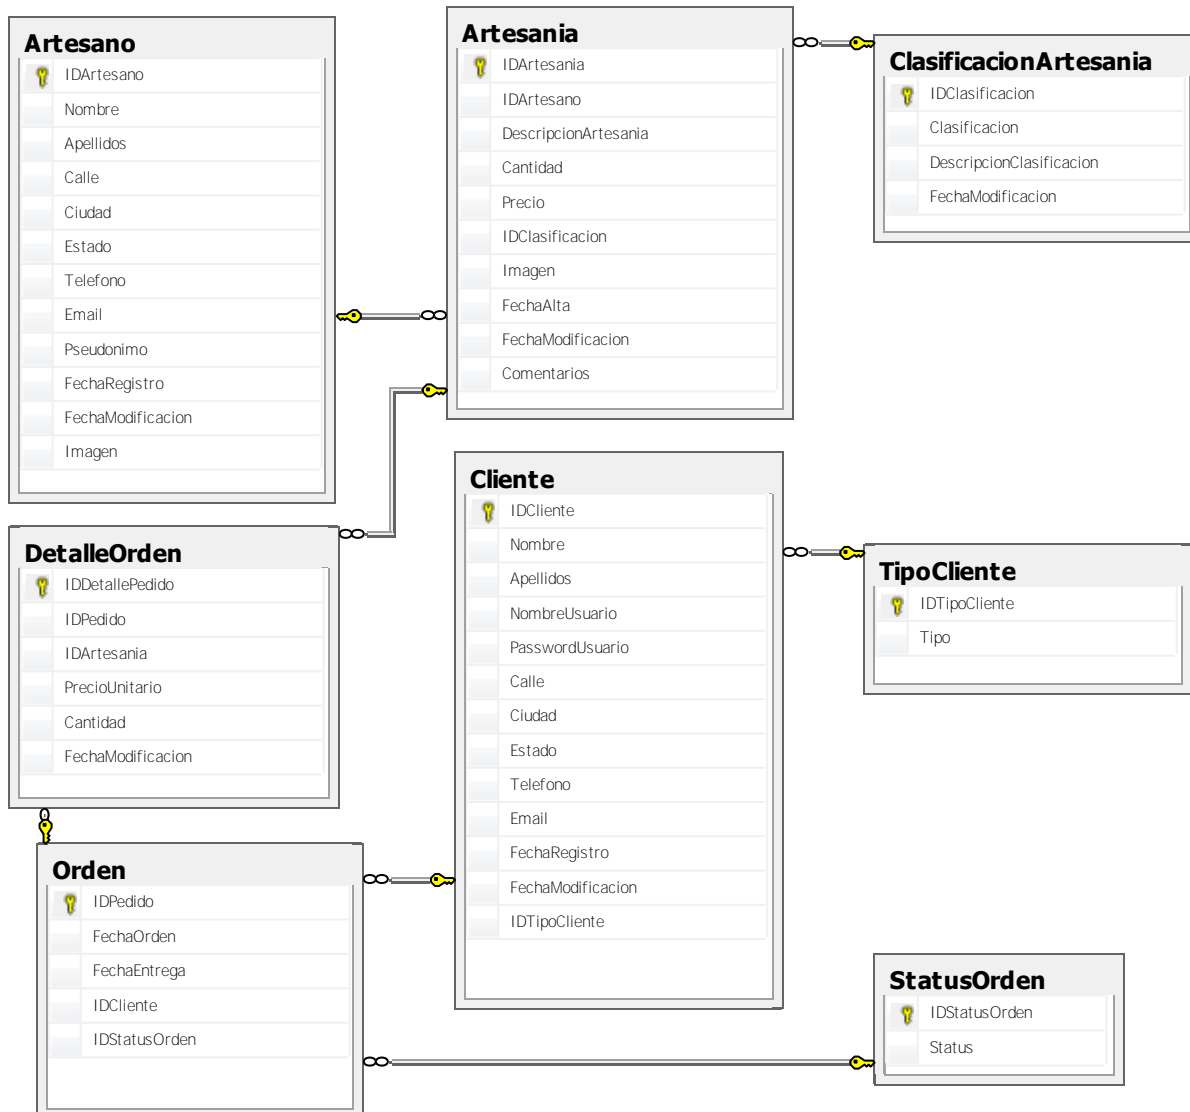 Artesano
IDArtesano
Nombre
Apellidos
Calle
Ciudad
Estado
Telefono
Email
Pseudonimo
FechaRegistro
FechaModificacion
Imagen
Artesania
IDArtesania
IDArtesano
DescripcionArtesania
Cantidad
Precio
IDClasificacion
Imagen
FechaAlta
FechaModificacion
Comentarios
ClasificacionArtesania
IDClasificacion
Clasificacion
DescripcionClasificacion
FechaModificacion
DetalleOrden
IDDetallePedido
IDPedido
IDArtesania
PrecioUnitario
Cantidad
FechaModificacion
Cliente
IDCliente
Nombre
Apellidos
NombreUsuario
PasswordUsuario
Calle
Ciudad
Estado
Telefono
Email
FechaRegistro
FechaModificacion
IDTipoCliente
TipoCliente
IDTipoCliente
Tipo
Orden
IDPedido
FechaOrden
FechaEntrega
IDCliente
IDStatusOrden
StatusOrden
IDStatusOrden
Status